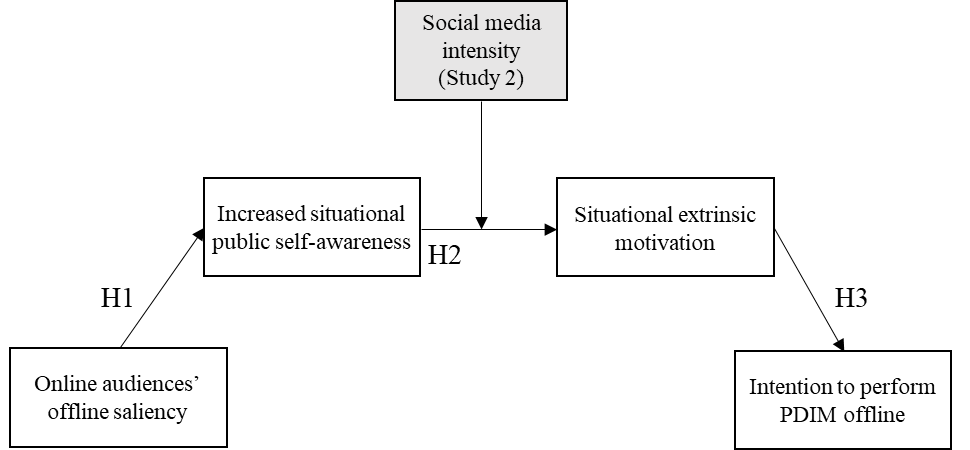 Social media
intensity
(Study 2)
Increased situational
public self-awareness
H2
Situational extrinsic
motivation
H1
H3
Online audiences’
offline saliency
Intention to perform
PDIM offline